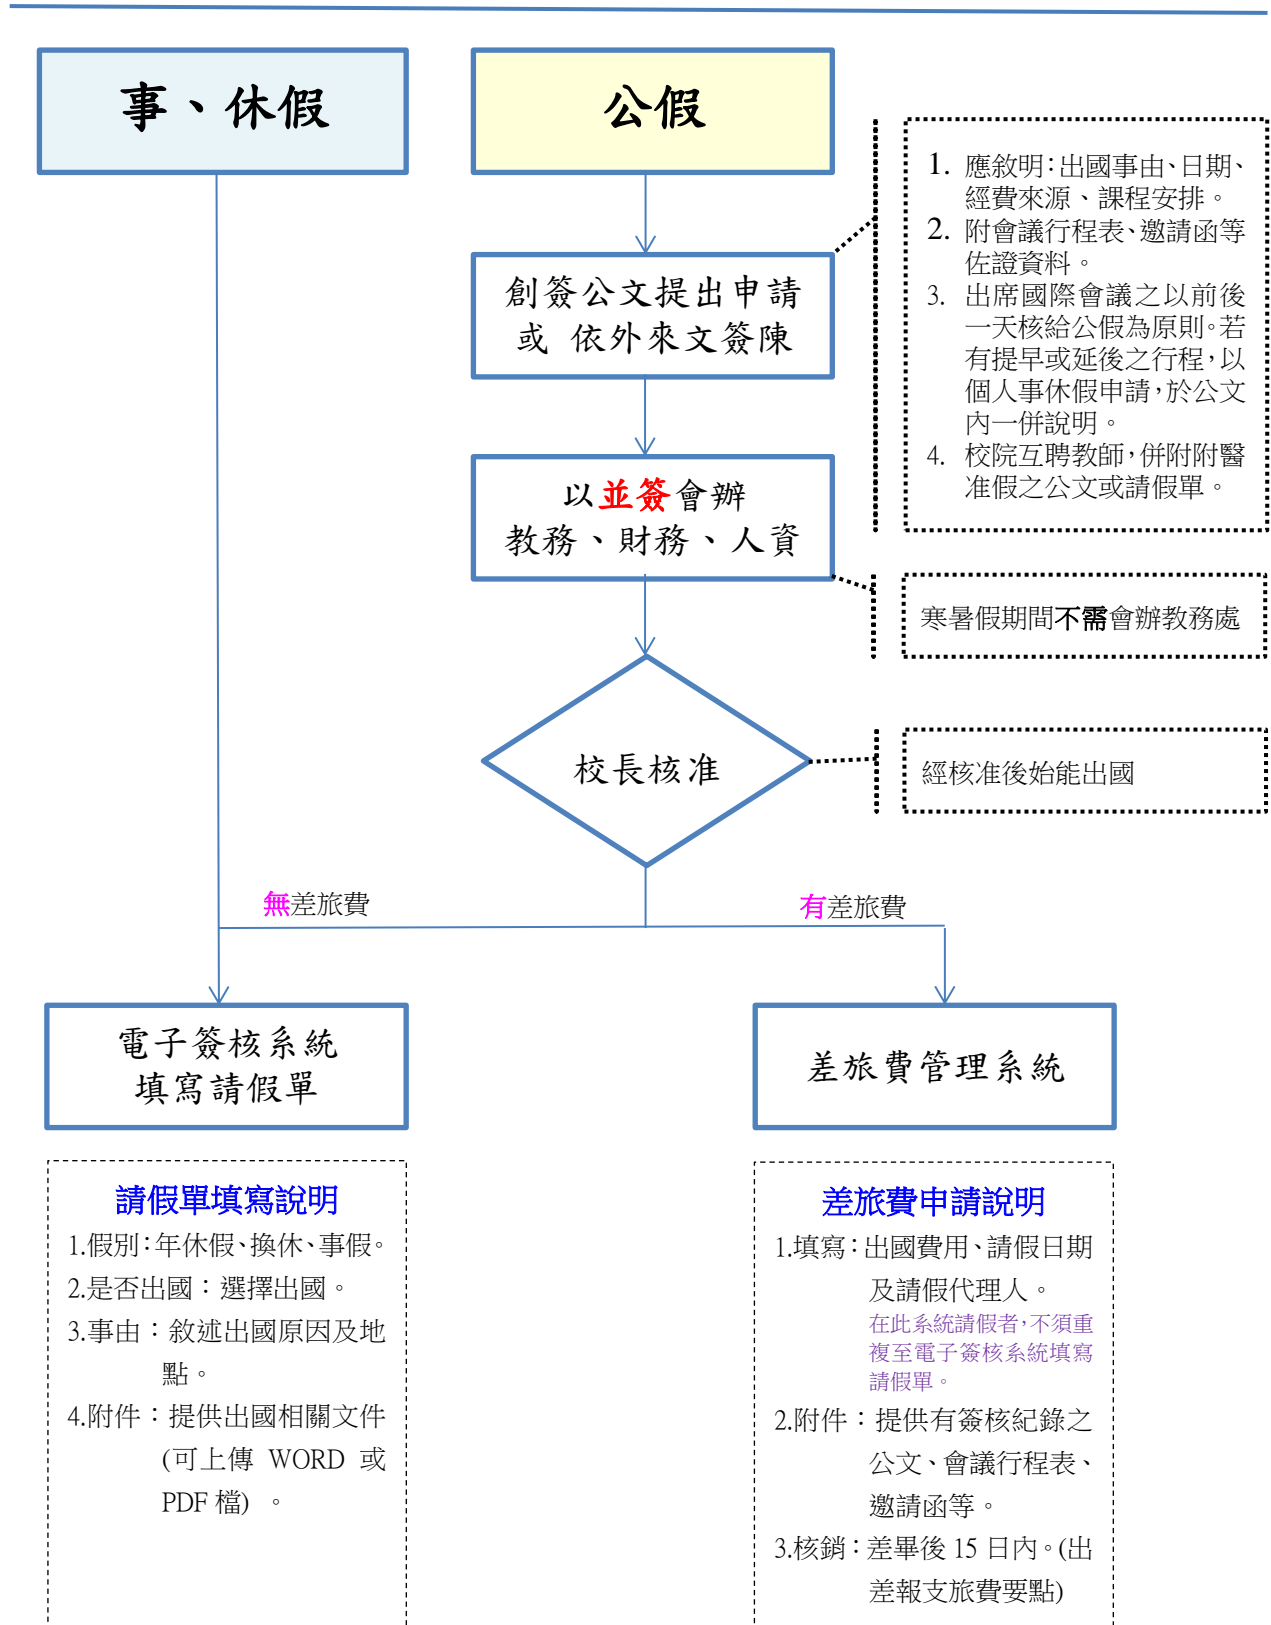 事、休假
公假
1. 應敘明：出國事由、日期、
經費來源、課程安排。
2. 附會議行程表、邀請函等
佐證資料。
3. 出席國際會議之以前後
一天核給公假為原則。若
有提早或延後之行程，以
個人事休假申請，於公文
內一併說明。
4. 校院互聘教師，併附附醫
准假之公文或請假單。
創簽公文提出申請
或 依外來文簽陳
以並簽會辦
教務、財務、人資
寒暑假期間不需會辦教務處
校長核准
經核准後始能出國
無差旅費
有差旅費
電子簽核系統
填寫請假單
差旅費管理系統
請假單填寫說明
1.假別：年休假、換休、事假。
2.是否出國：選擇出國。
3.事由：敘述出國原因及地
點。
4.附件：提供出國相關文件
(可上傳 WORD 或
PDF 檔) 。
差旅費申請說明
1.填寫：出國費用、請假日期
及請假代理人。
在此系統請假者，不須重
複至電子簽核系統填寫
請假單。
2.附件：提供有簽核紀錄之
公文、會議行程表、
邀請函等。
3.核銷：差畢後 15 日內。(出
差報支旅費要點)